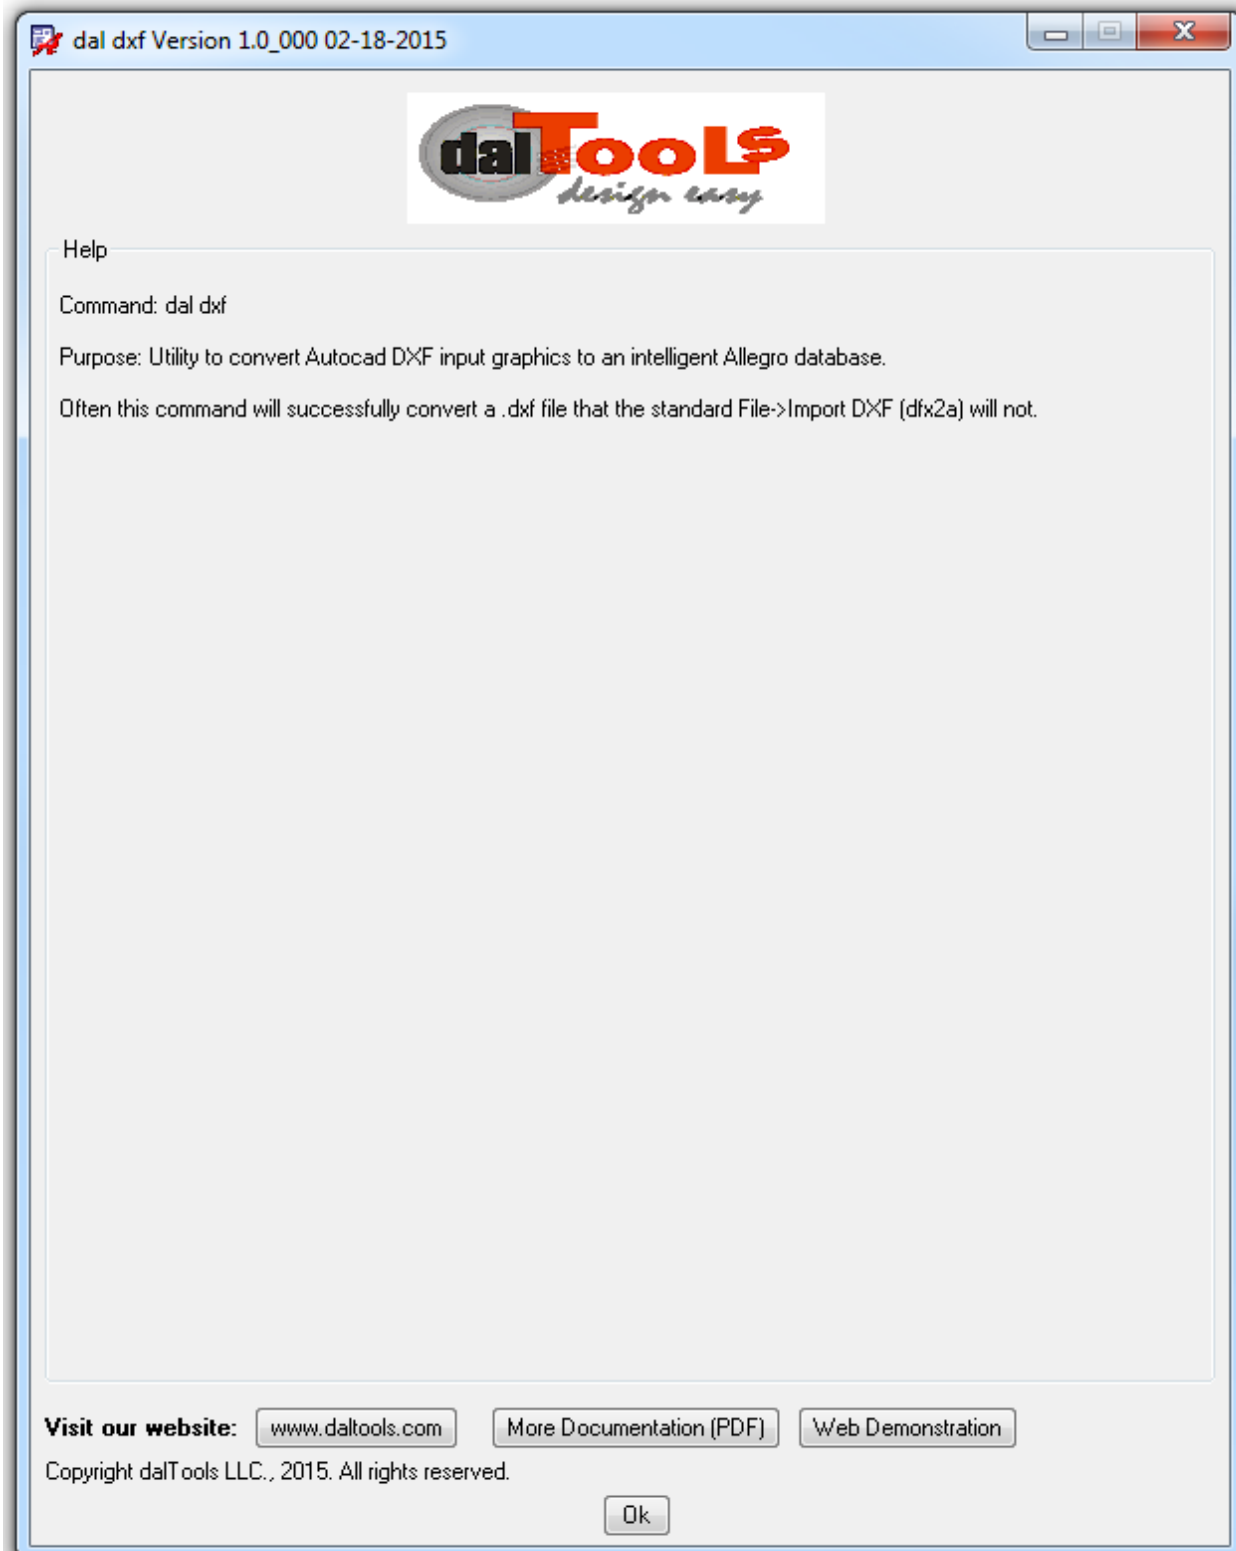 dal dxf Version 1.0_000 02-18-2015
dal TooLs
design easy
Help
Command: dal dxf
Purpose: Utility to convert Autocad DXF input graphics to an intelligent Allegro database.
Often this command will successfully convert a .dxf file that the standard File->Import DXF (dfx2a) will not.
Visit our website: www.daltools.com More Documentation (PDF) Web Demonstration
Copyright dalTools LLC., 2015. All rights reserved.
Ok